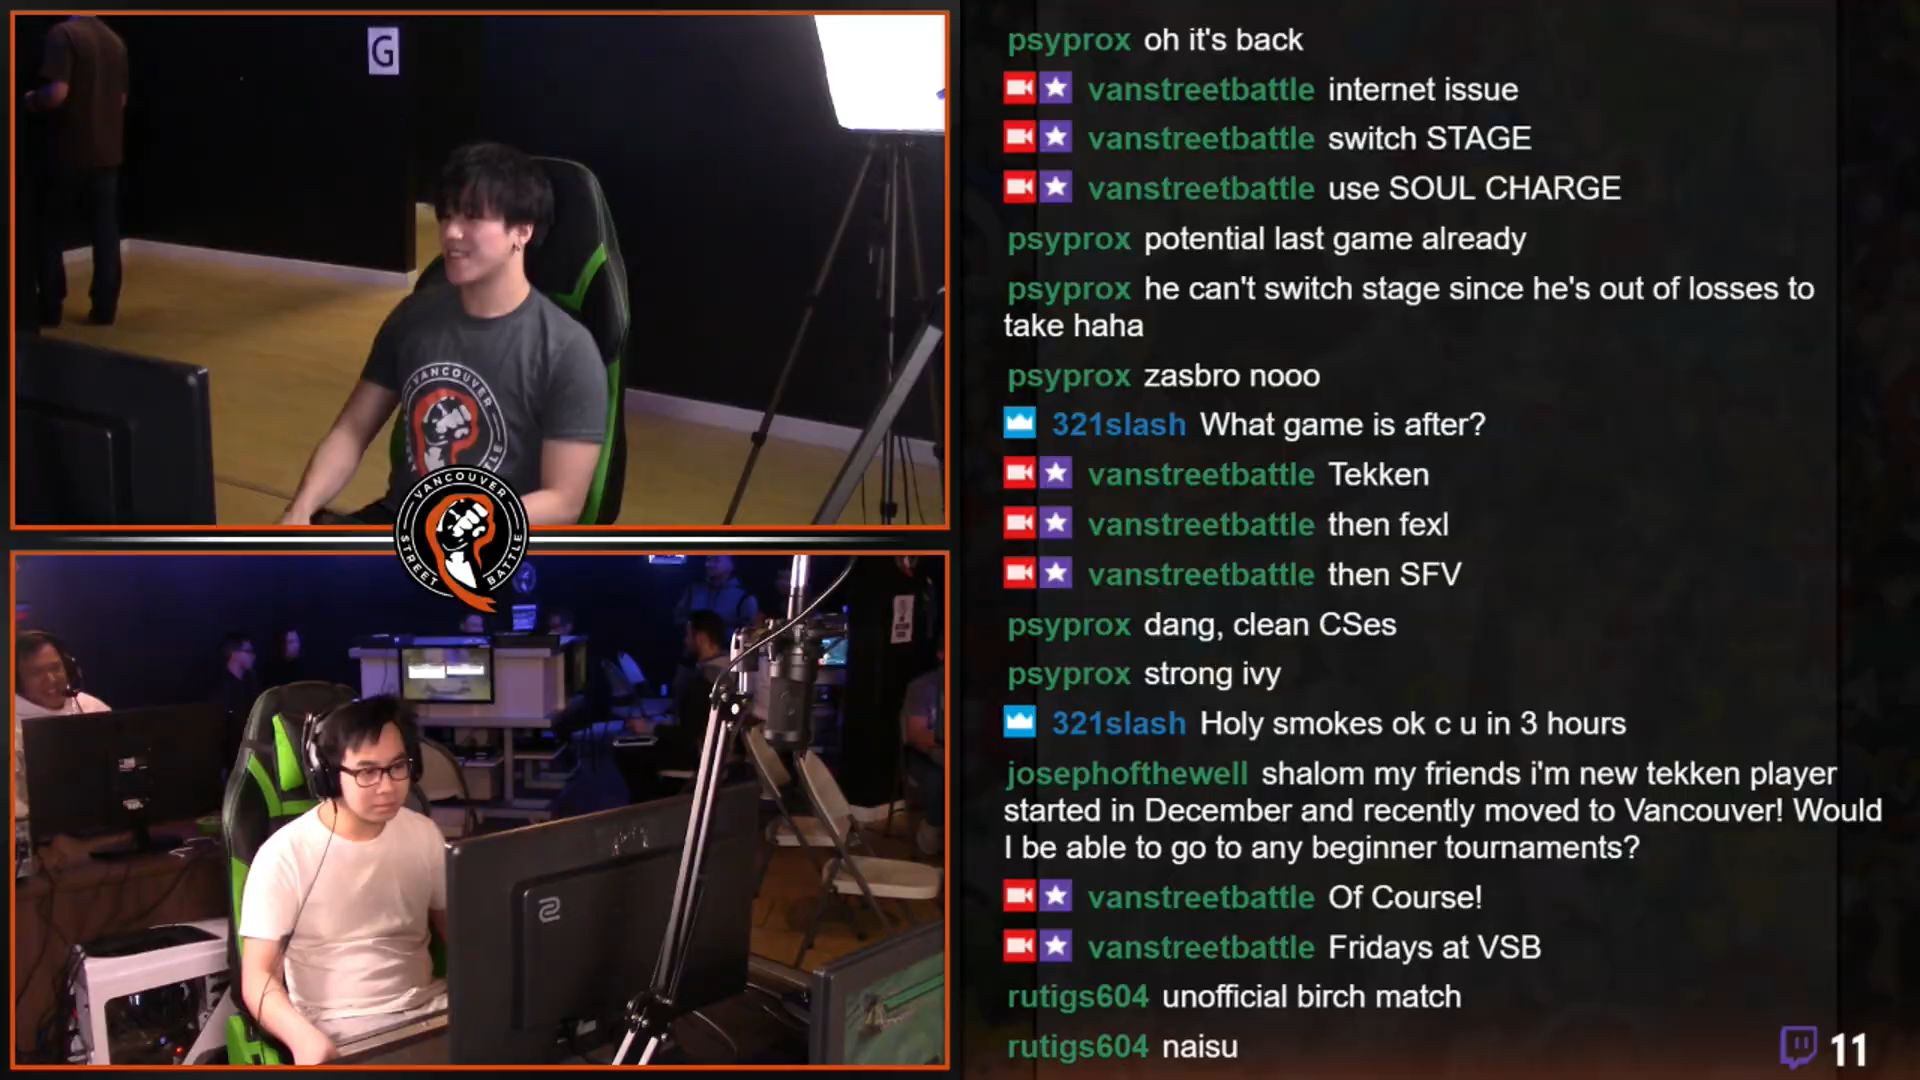 G
VANCOUVER
VANCOUVER
STREET
BATTLE
psyprox oh it's back
vanstreetbattle internet issue
vanstreetbattle switch STAGE
vanstreetbattle use SOUL CHARGE
psyprox potential last game already
psyprox he can't switch stage since he's out of losses to
take haha
psyprox zasbro nooo
321slash What game is after?
vanstreetbattle Tekken
vanstreetbattle then fexl
vanstreetbattle then SFV
psyprox dang, clean CSes
psyprox strong ivy
321slash Holy smokes ok c u in 3 hours
josephofthewell shalom my friends i'm new tekken player
started in December and recently moved to Vancouver! Would
I be able to go to any beginner tournaments?
vanstreetbattle Of Course!
vanstreetbattle Fridays at VSB
rutigs604 unofficial birch match
rutigs604 naisu
11